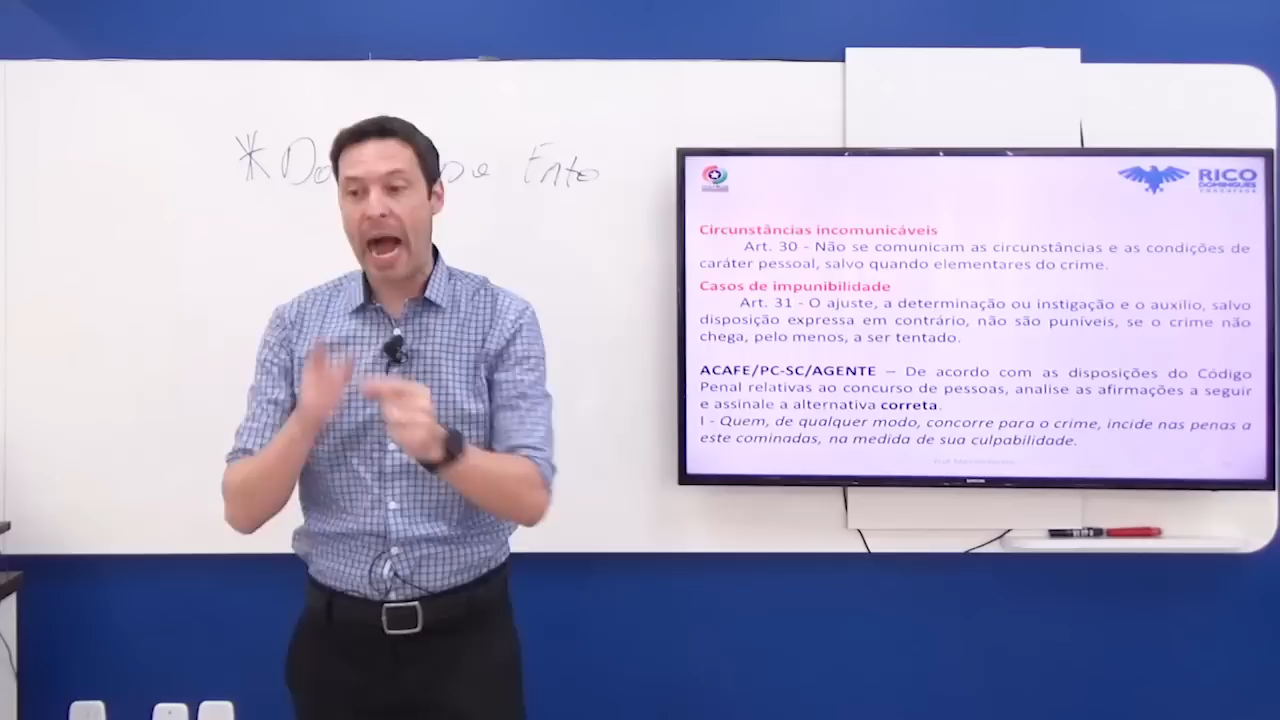 RICO
DOMINGUES
Circunstâncias incomunicáveis
Art. 30 - Não se comunicam as circunstâncias e as condições de
caráter pessoal, salvo quando elementares do crime.
Casos de impunibilidade
Art. 31 - O ajuste, a determinação ou instigação e o auxílio, salvo
disposição expressa em contrário, não são puníveis, se o crime não
chega, pelo menos, a ser tentado.
ACAFE/PC-SC/AGENTE – De acordo com as disposições do Código
Penal relativas ao concurso de pessoas, analise as afirmações a seguir
e assinale a alternativa correta.
I - Quem, de qualquer modo, concorre para o crime, incide nas penas a
este cominadas, na medida de sua culpabilidade.